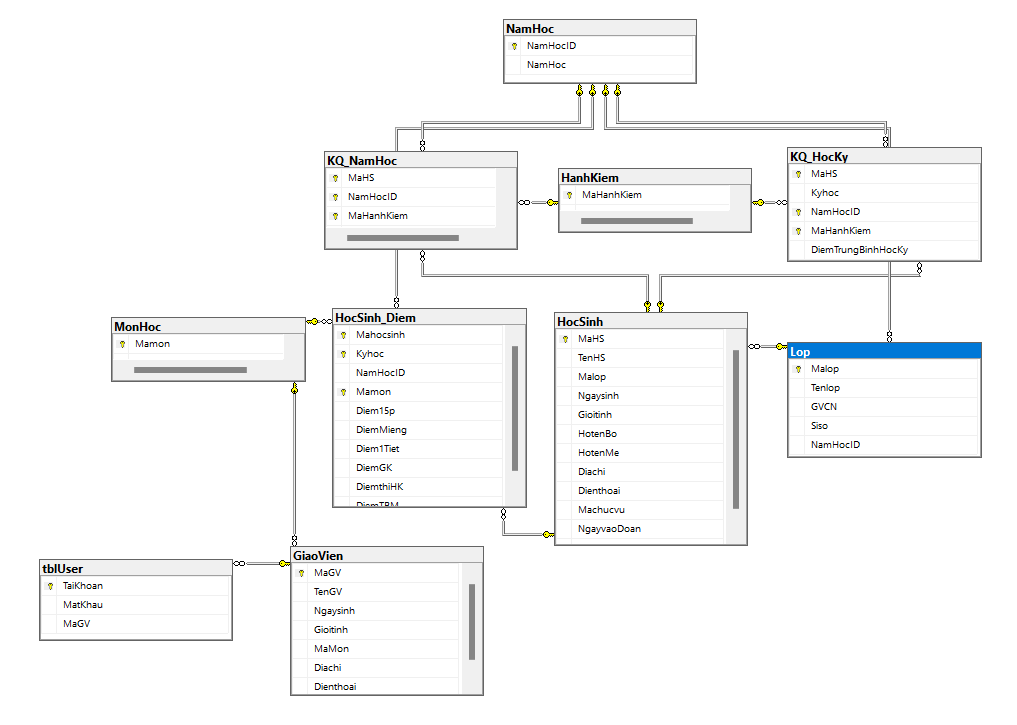 NamHoc
NamHocID
NamHoc
KQ_NamHoc
MaHS
NamHocID
MaHanhKiem
HanhKiem
MaHanhKiem
KQ_HocKy
MaHS
Kyhoc
NamHocID
MaHanhKiem
DiemTrungBinhHocKy
MonHoc
Mamon
HocSinh_Diem
Mahocsinh
Kyhoc
NamHocID
Mamon
Diem15p
DiemMieng
Diem1Tiet
DiemGK
DiemthiHK
DiemTBM
HocSinh
MaHS
TenHS
Malop
Ngaysinh
Gioitinh
HotenBo
HotenMe
Diachi
Dienthoai
Machucvu
NgayvaoDoan
Lop
Malop
Tenlop
GVCN
Siso
NamHocID
tblUser
TaiKhoan
MatKhau
MaGV
GiaoVien
MaGV
TenGV
Ngaysinh
Gioitinh
MaMon
Diachi
Dienthoai